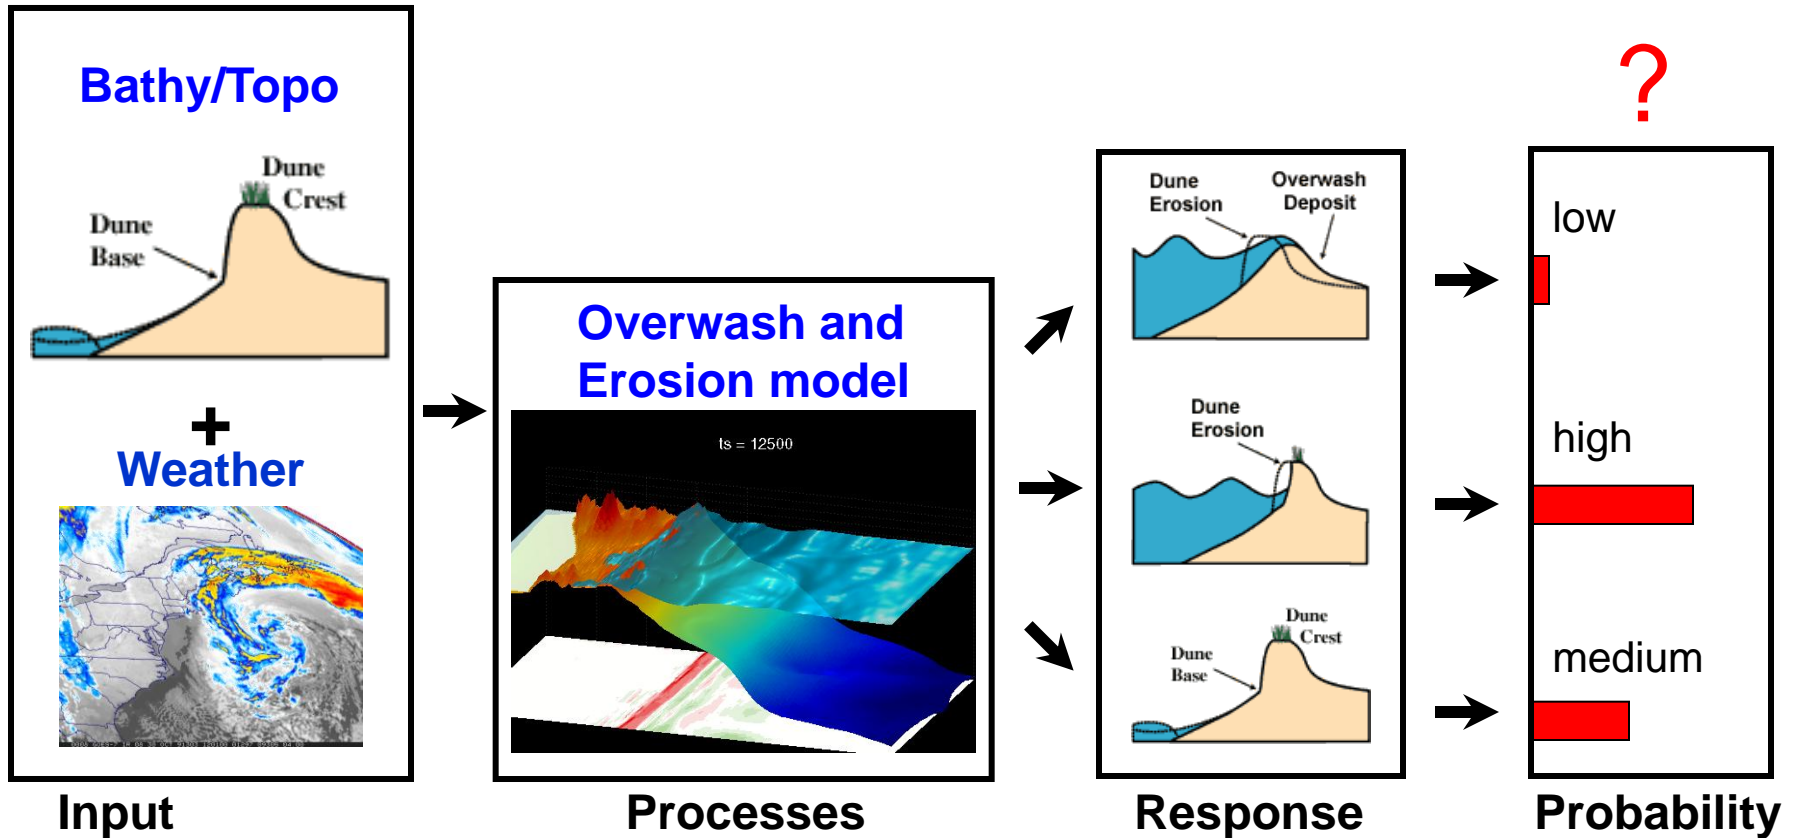 Bathy/Topo
Dune
Crest
Dune
Base
+
Weather
Input
Overwash and
Erosion model
ts = 12500
Processes
Dune
Erosion
Overwash
Deposit
Dune
Erosion
Dune
Crest
Dune
Base
Response
?
low
high
medium
Probability